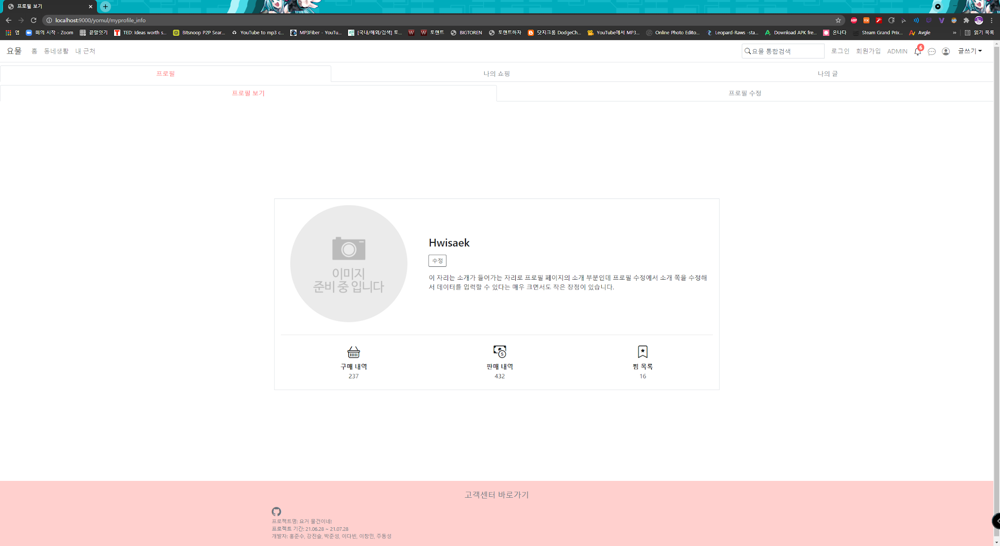 프로필 보기
localhost:9000/yomul/myprofile_info
앱 회의 시작 - Zoom 끝말잇기 TED: Ideas worth s... Bitsnoop P2P Sear... YouTube to mp3 c... MP3Fiber - YouTu... [국내/해외/검색] 토... 토렌트 BIGTOREN 토렌트하자 닷지크롬 DodgeCh... YouTube에서 MP3... Online Photo Edito... Leopard-Raws -sta... Download APK fre... 온나다 Steam Grand Prix... Avgle » 읽기 목록
요물 홈 동네생활 내 근처 요물 통합검색 로그인 회원가입 ADMIN 6 글쓰기
프로필 나의 쇼핑 나의 글
프로필 보기 프로필 수정
이미지
준비 중 입니다
Hwisaek
수정
이 자리는 소개가 들어가는 자리로 프로필 페이지의 소개 부분인데 프로필 수정에서 소개 쪽을 수정해
서 데이터를 입력할 수 있다는 매우 크면서도 작은 장점이 있습니다.
구매 내역 판매 내역 찜 목록
237 432 16
고객센터 바로가기
프로젝트명: 요거 물건이네!
프로젝트 기간: 21.06.28 ~ 21.07.28
개발자: 홍준수, 강진슬, 박준성, 이다빈, 이창민, 주동성